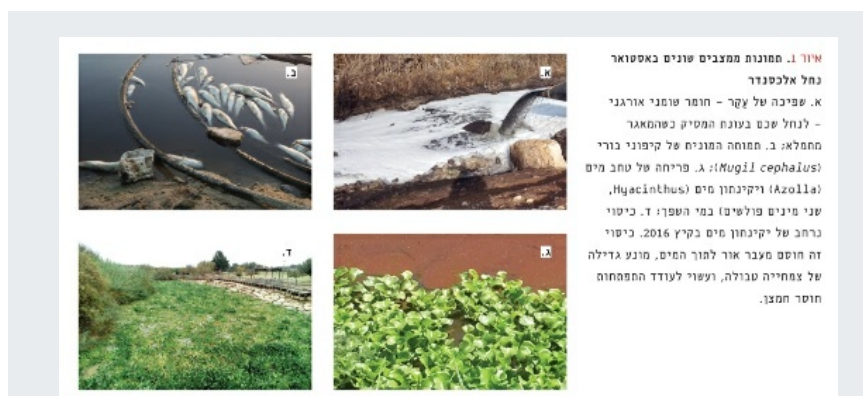 איור 1. תמונות ממצבים שונים באסטואר
נחל אלכסנדר
א. שפיכה של עָקָר – חומר שומני אורגני
– לנחל שכם בעונת המסיק כשהמאגר
מתמלא; ב. תמותה המונית של קיפוני בורי
(Mugil cephalus); ג. פריחה של טחב מים
(Azolla) ויקינתון מים (Hyacinthus,
שני מינים פולשים) במי השפך; ד. כיסוי
נרחב של יקינתון מים בקיץ 2016. כיסוי
זה חוסם מעבר אור לתוך המים, מונע גדילה
של צמחייה טבולה, ועשוי לעודד התפתחות
חוסר חמצן.
א.
ב.
ג.
ד.